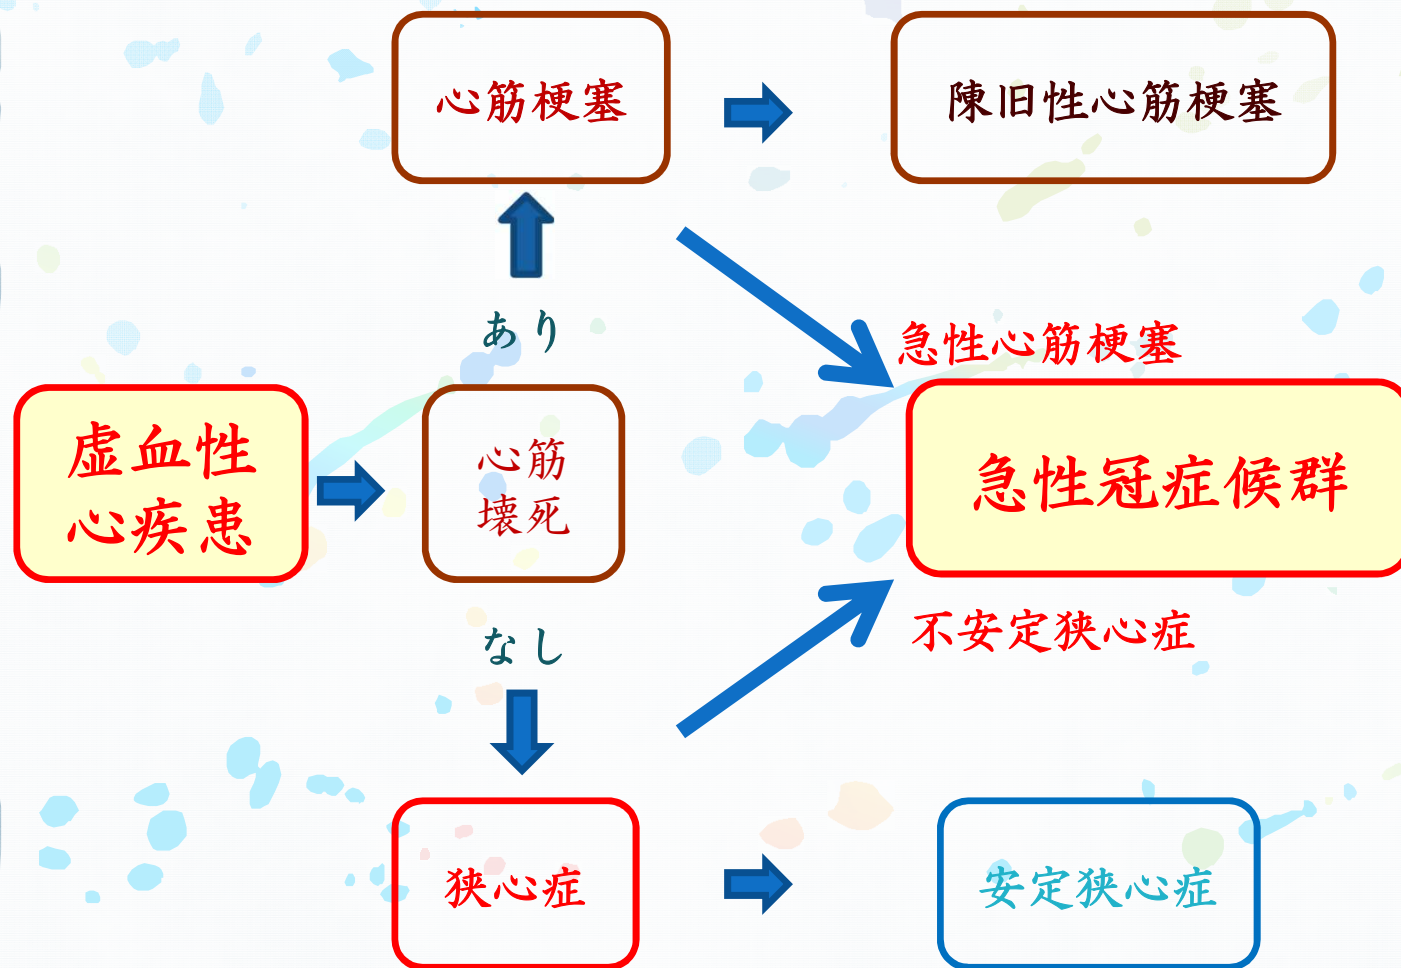 心筋梗塞
陳旧性心筋梗塞
あり
急性心筋梗塞
虚血性
心疾患
心筋
壊死
急性冠症候群
なし
不安定狭心症
狭心症
安定狭心症